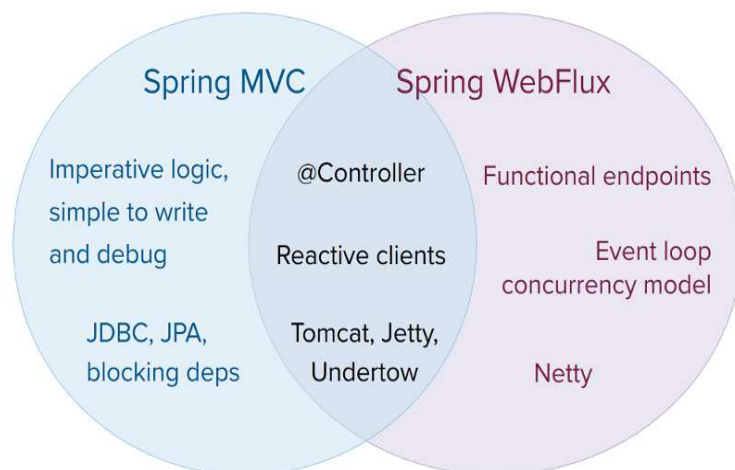 Spring MVC
Spring WebFlux
Imperative logic,
simple to write
and debug
JDBC, JPA,
blocking deps
@Controller
Reactive clients
Tomcat, Jetty,
Undertow
Functional endpoints
Event loop
concurrency model
Netty